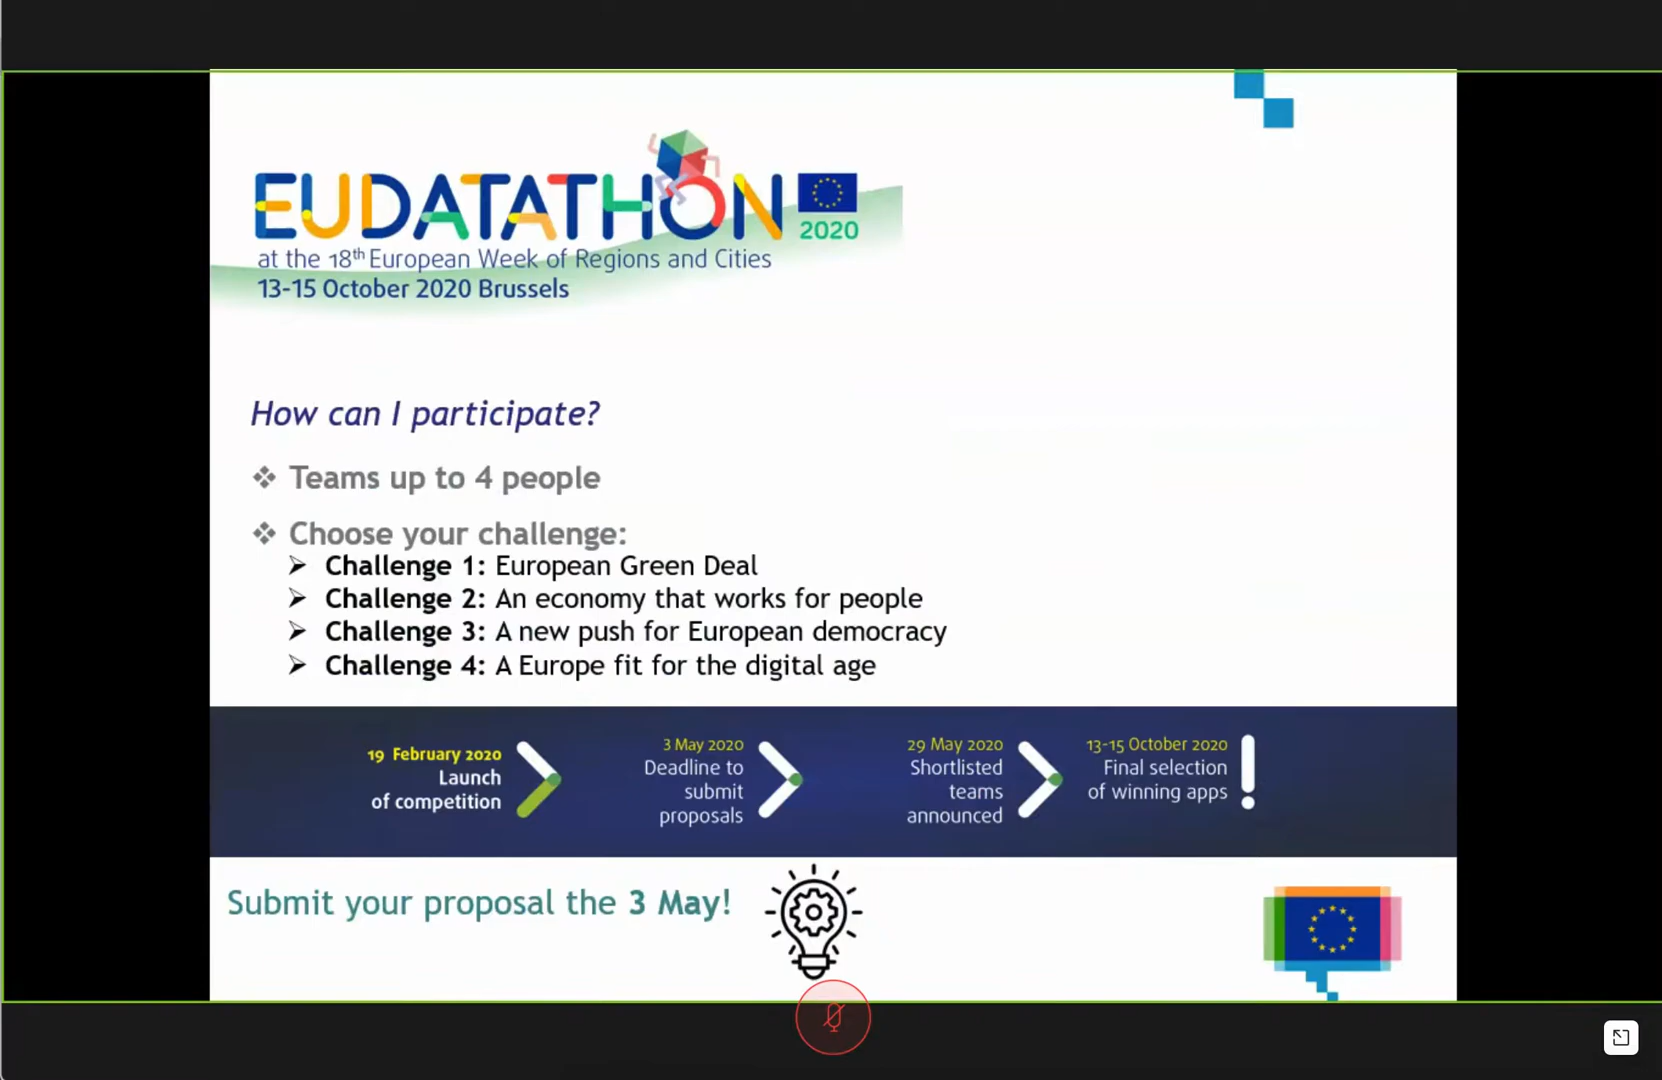 EUDATATHON
2020
at the 18th European Week of Regions and Cities
13-15 October 2020 Brussels
How can I participate?
❖ Teams up to 4 people
❖ Choose your challenge:
➢ Challenge 1: European Green Deal
➢ Challenge 2: An economy that works for people
➢ Challenge 3: A new push for European democracy
➢ Challenge 4: A Europe fit for the digital age
19 February 2020
Launch
of competition
3 May 2020
Deadline to
submit
proposals
29 May 2020
Shortlisted
teams
announced
13-15 October 2020
Final selection
of winning apps
Submit your proposal the 3 May!